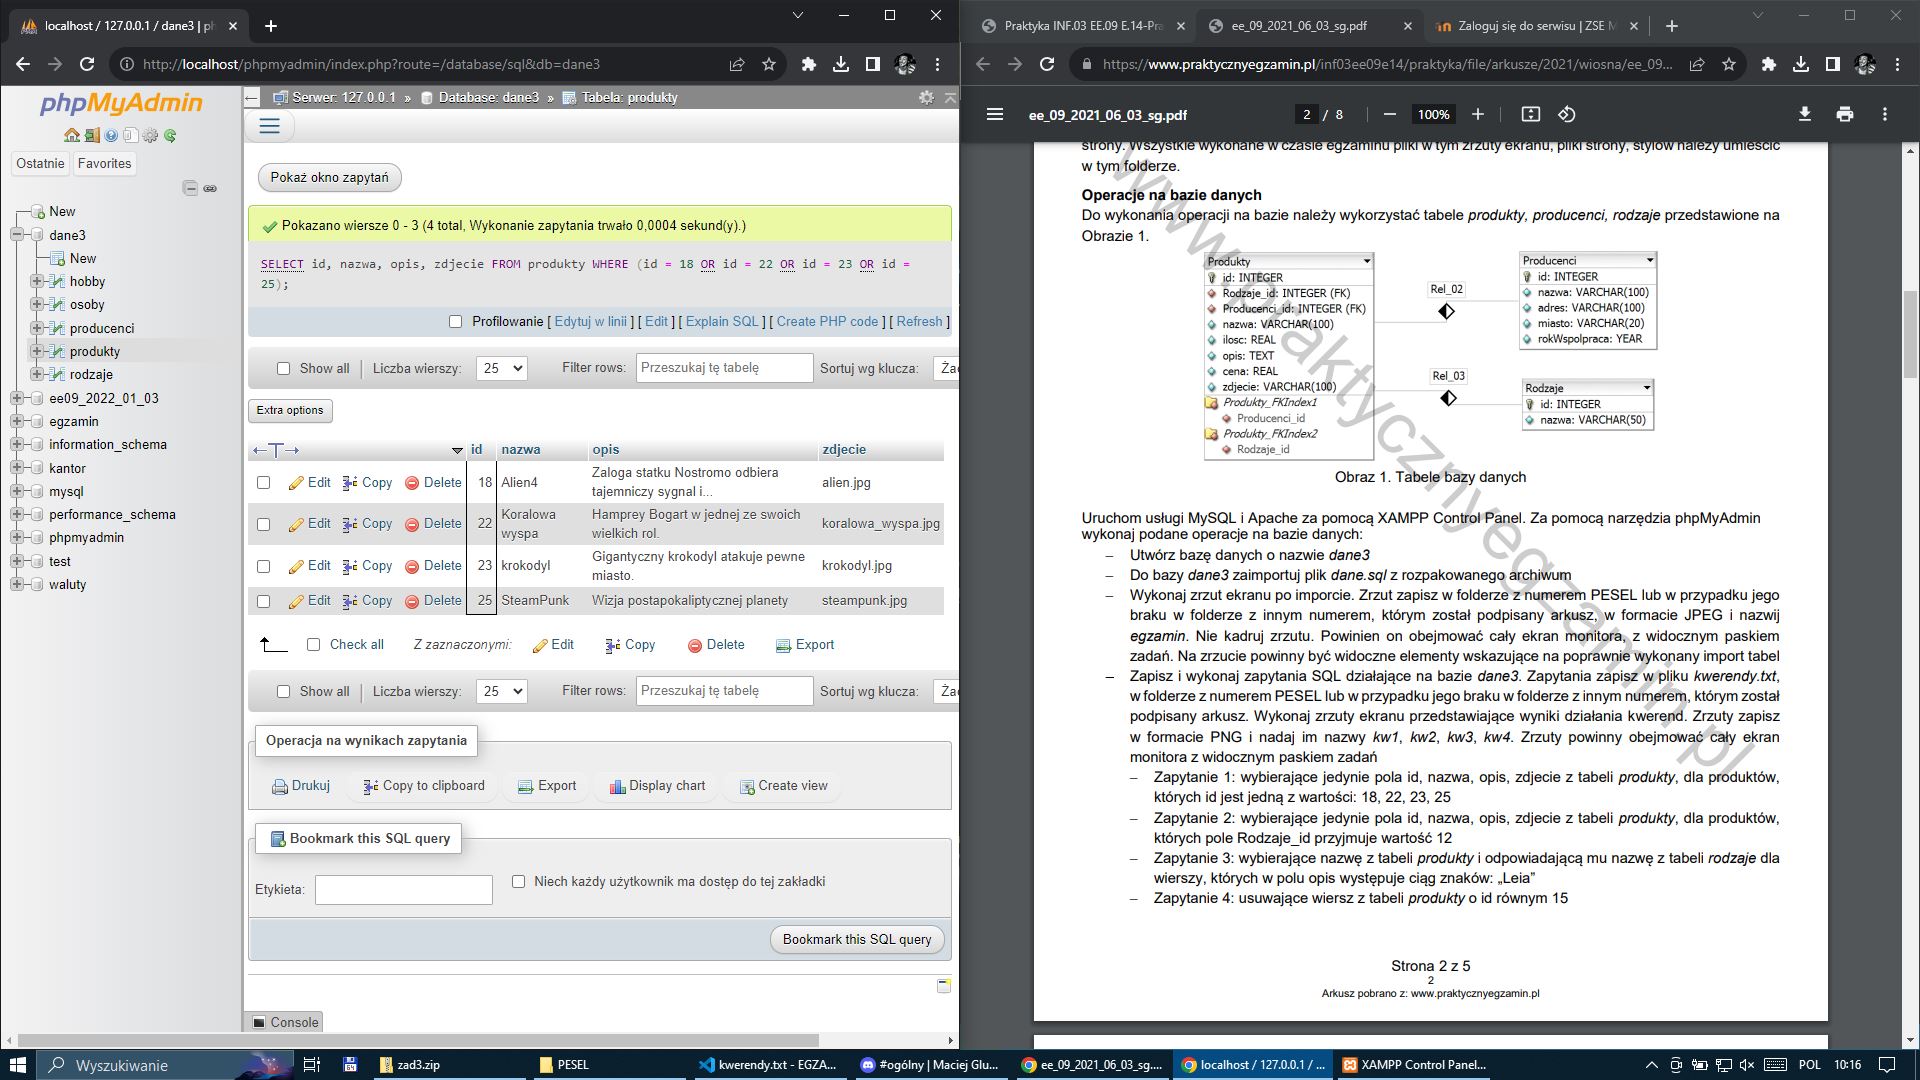 localhost / 127.0.0.1 / dane3 | ph
http://localhost/phpmyadmin/index.php?route=/database/sql&db=dane3
phpMyAdmin
Ostatnie
Favorites
New
dane3
New
hobby
osoby
producenci
produkty
rodzaje
ee09_2022_01_03
egzamin
information_schema
kantor
mysql
performance_schema
phpmyadmin
test
waluty
Serwer: 127.0.0.1 » Database: dane3 » Tabela: produkty
Pokaż okno zapytań
Pokazano wiersze 0 - 3 (4 total, Wykonanie zapytania trwało 0,0004 sekund(y).)
SELECT id, nazwa, opis, zdjecie FROM produkty WHERE (id = 18 OR id = 22 OR id = 23 OR id =
25);
Profilowanie [ Edytuj w linii ] [ Edit ] [ Explain SQL ] [ Create PHP code ] [ Refresh ]
Show all | Liczba wierszy: 25 Filter rows: Przeszukaj tę tabelę Sortuj wg klucza: Żad
Extra options
id nazwa opis zdjecie
Edit Copy Delete 18 Alien4 Zaloga statku Nostromo odbiera
tajemniczy sygnal i... alien.jpg
Edit Copy Delete 22 Koralowa
wyspa Hamprey Bogart w jednej ze swoich
wielkich rol. koralowa_wyspa.jpg
Edit Copy Delete 23 krokodyl Gigantyczny krokodyl atakuje pewne
miasto. krokodyl.jpg
Edit Copy Delete 25 SteamPunk Wizja postapokaliptycznej planety steampunk.jpg
Check all Z zaznaczonymi: Edit Copy Delete Export
Show all | Liczba wierszy: 25 Filter rows: Przeszukaj tę tabelę Sortuj wg klucza: Żad
Operacja na wynikach zapytania
Drukuj Copy to clipboard Export Display chart Create view
Bookmark this SQL query
Etykieta: Niech każdy użytkownik ma dostęp do tej zakładki
Bookmark this SQL query
Console
Praktyka INF.03 EE.09 E.14-Pra
ee_09_2021_06_03_sg.pdf
Zaloguj się do serwisu | ZSE M
https://www.praktycznyegzamin.pl/inf03ee09e14/praktyka/file/arkusze/2021/wiosna/ee_09...
ee_09_2021_06_03_sg.pdf 2 / 8 100%
strony. Wszystkie wykonane w czasie egzaminu pliki w tym zrzuty ekranu, pliki strony, stylów należy umieścić
w tym folderze.
Operacje na bazie danych
Do wykonania operacji na bazie należy wykorzystać tabele produkty, producenci, rodzaje przedstawione na
Obrazie 1.
Produkty
id: INTEGER
Rodzaje_id: INTEGER (FK)
Producenci_id: INTEGER (FK)
nazwa: VARCHAR(100)
ilosc: REAL
opis: TEXT
cena: REAL
zdjecie: VARCHAR(100)
Produkty_FKIndex1
Producenci_id
Produkty_FKIndex2
Rodzaje_id
Rel_02
Rel_03
Producenci
id: INTEGER
nazwa: VARCHAR(100)
adres: VARCHAR(100)
miasto: VARCHAR(20)
rokWspolpraca: YEAR
Rodzaje
id: INTEGER
nazwa: VARCHAR(50)
Obraz 1. Tabele bazy danych
Uruchom usługi MySQL i Apache za pomocą XAMPP Control Panel. Za pomocą narzędzia phpMyAdmin
wykonaj podane operacje na bazie danych:
– Utwórz bazę danych o nazwie dane3
– Do bazy dane3 zaimportuj plik dane.sql z rozpakowanego archiwum
– Wykonaj zrzut ekranu po imporcie. Zrzut zapisz w folderze z numerem PESEL lub w przypadku jego
braku w folderze z innym numerem, którym został podpisany arkusz, w formacie JPEG i nazwij
egzamin. Nie kadruj zrzutu. Powinien on obejmować cały ekran monitora, z widocznym paskiem
zadań. Na zrzucie powinny być widoczne elementy wskazujące na poprawnie wykonany import tabel
– Zapisz i wykonaj zapytania SQL działające na bazie dane3. Zapytania zapisz w pliku kwerendy.txt,
w folderze z numerem PESEL lub w przypadku jego braku w folderze z innym numerem, którym został
podpisany arkusz. Wykonaj zrzuty ekranu przedstawiające wyniki działania kwerend. Zrzuty zapisz
w formacie PNG i nadaj im nazwy kw1, kw2, kw3, kw4. Zrzuty powinny obejmować cały ekran
monitora z widocznym paskiem zadań
– Zapytanie 1: wybierające jedynie pola id, nazwa, opis, zdjecie z tabeli produkty, dla produktów,
których id jest jedną z wartości: 18, 22, 23, 25
– Zapytanie 2: wybierające jedynie pola id, nazwa, opis, zdjecie z tabeli produkty, dla produktów,
których pole Rodzaje_id przyjmuje wartość 12
– Zapytanie 3: wybierające nazwę z tabeli produkty i odpowiadającą mu nazwę z tabeli rodzaje dla
wierszy, których w polu opis występuje ciąg znaków: „Leia”
– Zapytanie 4: usuwające wiersz z tabeli produkty o id równym 15
www.praktycznyegzamin.pl
Strona 2 z 5
2
Arkusz pobrano z: www.praktycznyegzamin.pl
Wyszukiwanie
zad3.zip
PESEL
kwerendy.txt - EGZA...
#ogólny | Maciej Glu...
ee_09_2021_06_03_sg....
localhost / 127.0.0.1 / ...
XAMPP Control Panel...
POL 10:16